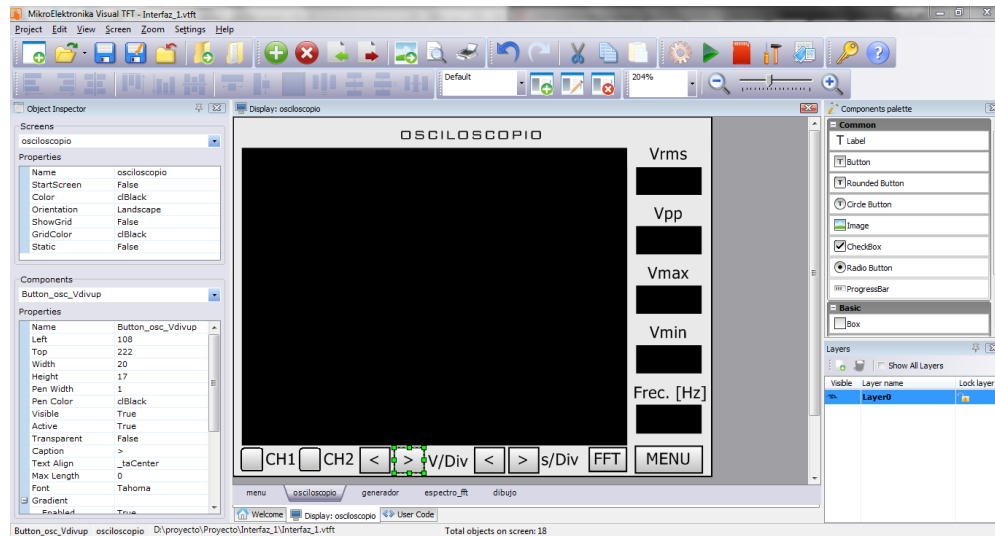 MikroElektronika Visual TFT - Interfaz_1.vtft
Project Edit View Screen Zoom Settings Help
Default
204%
Object Inspector
Screens
osciloscopio
Properties
Name osciloscopio
StartScreen False
Color clBlack
Orientation Landscape
ShowGrid False
GridColor clBlack
Static False
Components
Button_osc_Vdivup
Properties
Name Button_osc_Vdivup
Left 108
Top 222
Width 20
Height 17
Pen Width 1
Pen Color clBlack
Visible True
Active True
Transparent False
Caption >
Text Align _taCenter
Max Length 0
Font Tahoma
Gradient
Enabled True
Display: osciloscopio
OSCILOSCOPIO
Vrms
Vpp
Vmax
Vmin
Frec. [Hz]
CH1 CH2 < > V/Div < > s/Div FFT MENU
menu osciloscopio generador espectro_fft dibujo
Welcome Display: osciloscopio User Code
Components palette
Common
T Label
T Button
T Rounded Button
T Circle Button
Image
CheckBox
Radio Button
ProgressBar
Basic
Box
Layers
Show All Layers
Visible Layer name Lock layer
Layer0
Button_osc_Vdivup osciloscopio D:\proyecto\Proyecto\Interfaz_1\Interfaz_1.vtft Total objects on screen: 18